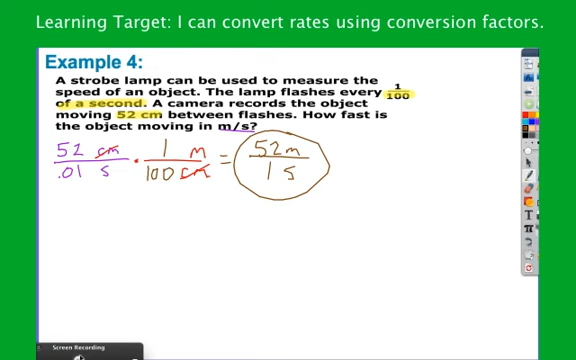 Learning Target: I can convert rates using conversion factors.
Example 4:
A strobe lamp can be used to measure the
speed of an object. The lamp flashes every 1/100
of a second. A camera records the object
moving 52 cm between flashes. How fast is
the object moving in m/s?
52 cm/.01 s · 1 m/100 cm = 52 m/1 s
Screen Recording